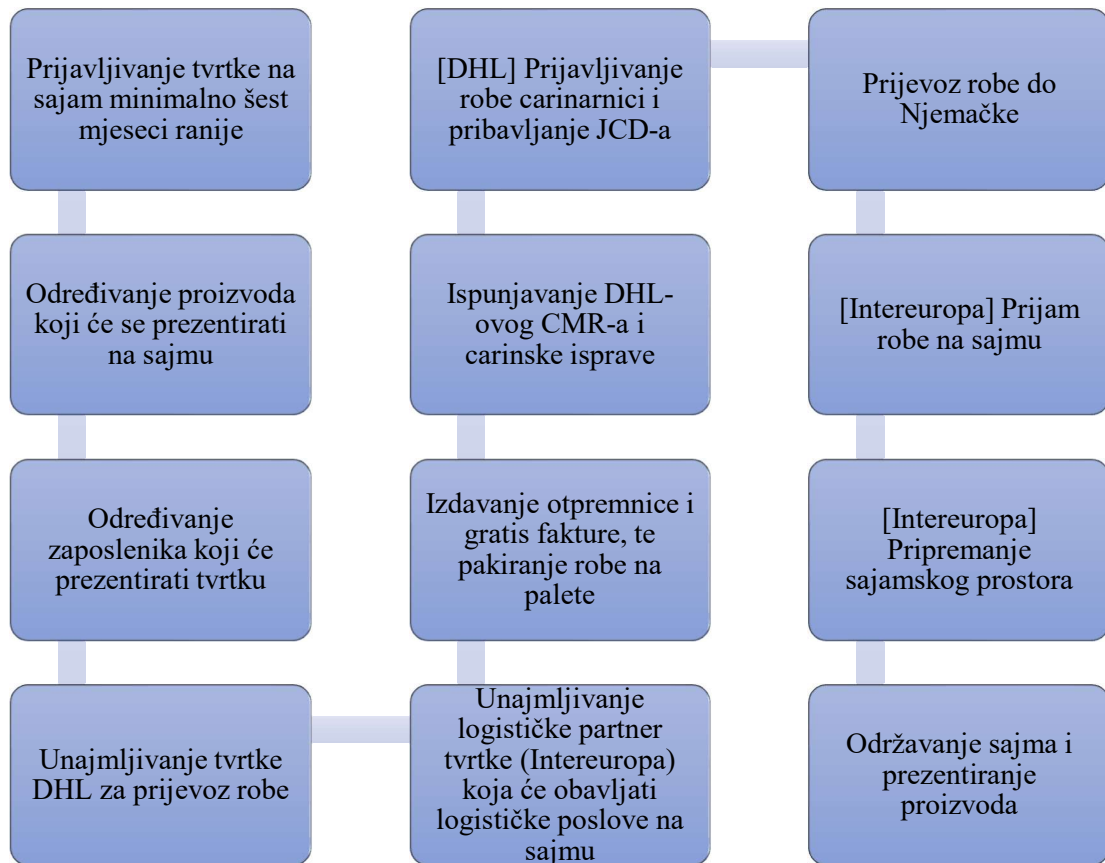 Prijavljivanje tvrtke na
sajam minimalno šest
mjeseci ranije
Određivanje proizvoda
koji će se prezentirati
na sajmu
Određivanje
zaposlenika koji će
prezentirati tvrtku
Unajmljivanje tvrtke
DHL za prijevoz robe
Unajmljivanje
logističke partner
tvrtke (Intereuropa)
koja će obavljati
logističke poslove na
sajmu
Izdavanje otpremnice i
gratis fakture, te
pakiranje robe na
palete
Ispunjavanje DHL-
ovog CMR-a i
carinske isprave
[DHL] Prijavljivanje
robe carinarnici i
pribavljanje JCD-a
Prijevoz robe do
Njemačke
[Intereuropa] Prijam
robe na sajmu
[Intereuropa]
Pripremanje
sajamskog prostora
Održavanje sajma i
prezentiranje
proizvoda